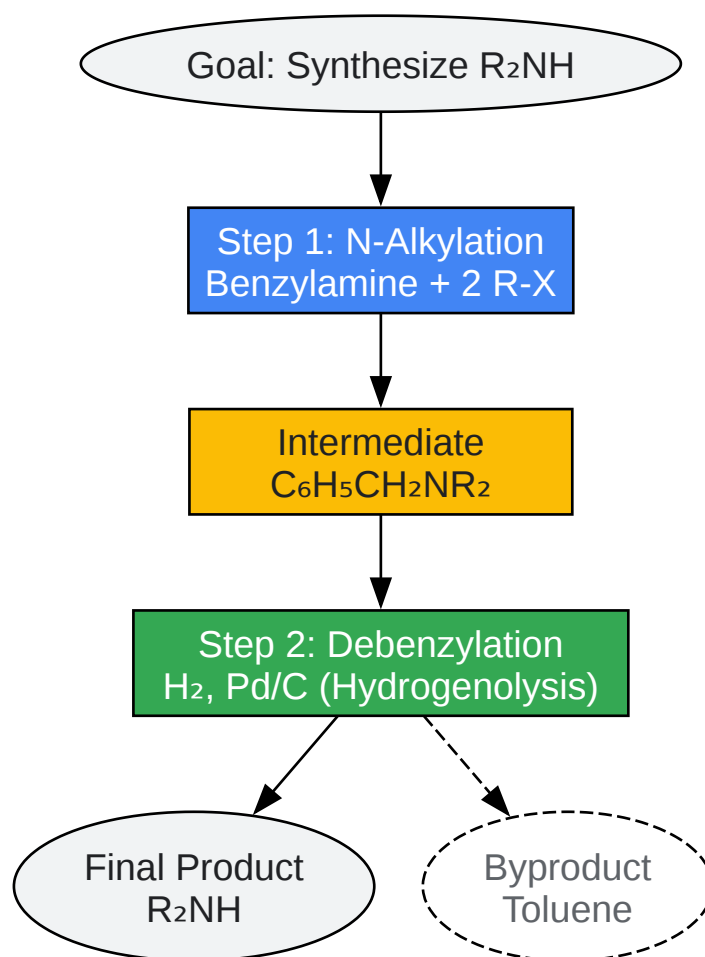 Goal: Synthesize R₂NH
Step 1: N-Alkylation
Benzylamine + 2 R-X
Intermediate
C₆H₅CH₂NR₂
Step 2: Debenzylation
H₂, Pd/C (Hydrogenolysis)
Final Product
R₂NH
Byproduct
Toluene